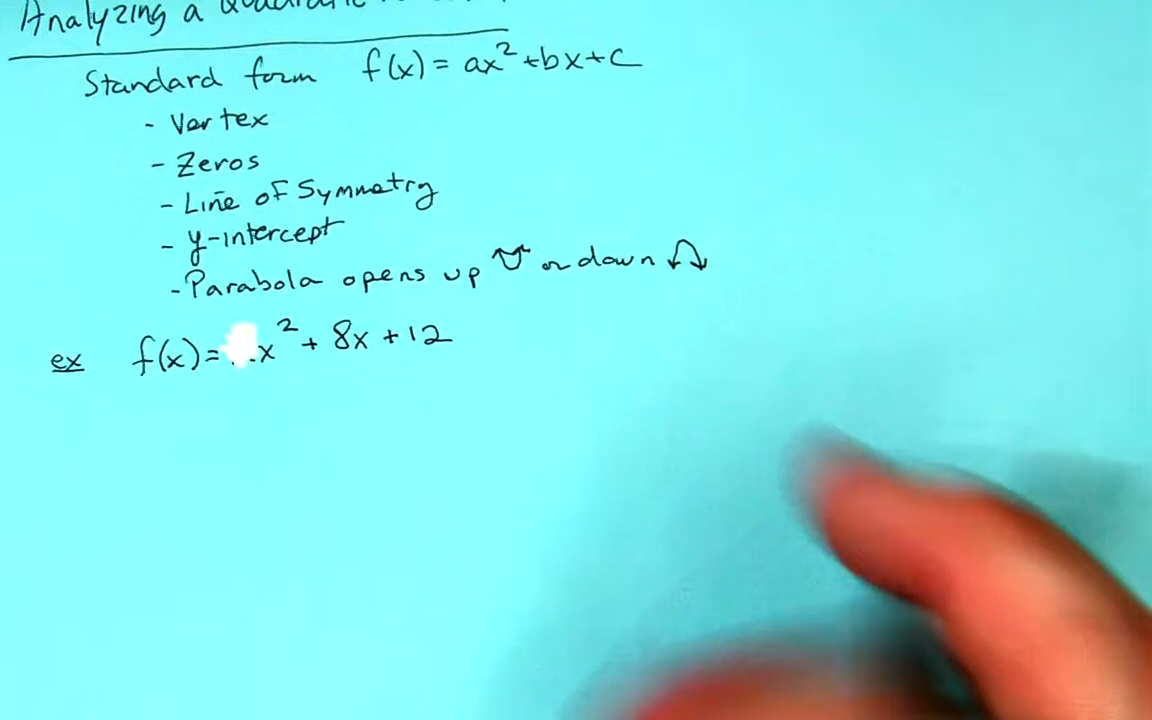 Analyzing a
Standard form f(x) = ax² + bx + c
- Vertex
- Zeros
- Line of Symmetry
- y-intercept
- Parabola opens up or down
ex f(x) = x² + 8x + 12